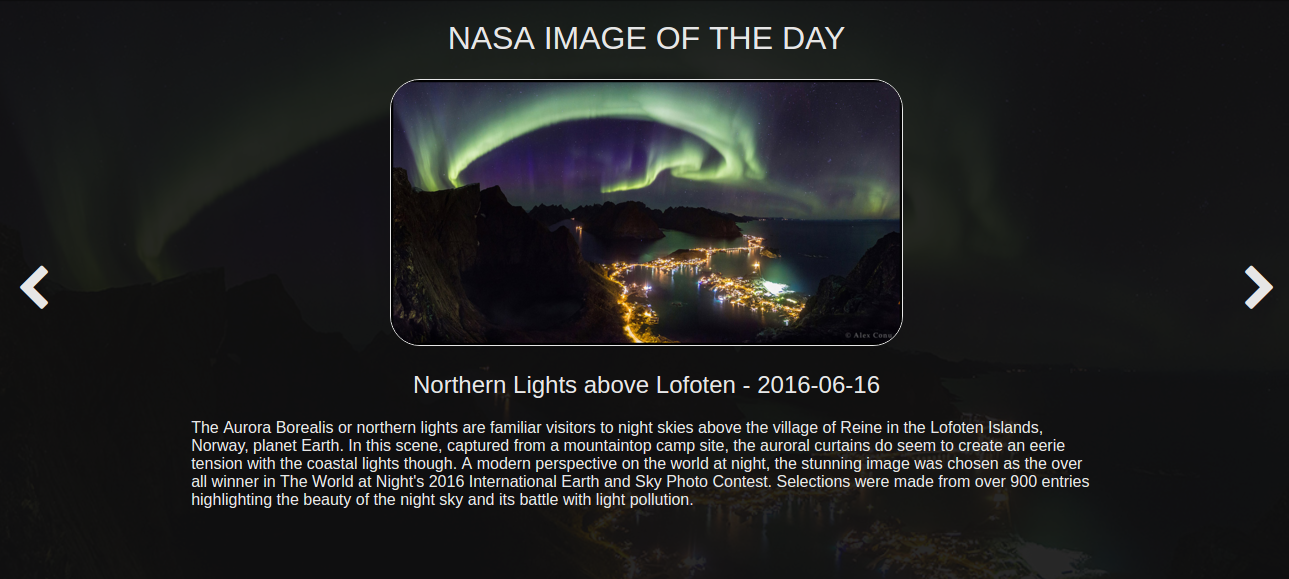 NASA IMAGE OF THE DAY
© Alex Conu
Northern Lights above Lofoten - 2016-06-16
The Aurora Borealis or northern lights are familiar visitors to night skies above the village of Reine in the Lofoten Islands,
Norway, planet Earth. In this scene, captured from a mountaintop camp site, the auroral curtains do seem to create an eerie
tension with the coastal lights though. A modern perspective on the world at night, the stunning image was chosen as the over
all winner in The World at Night's 2016 International Earth and Sky Photo Contest. Selections were made from over 900 entries
highlighting the beauty of the night sky and its battle with light pollution.